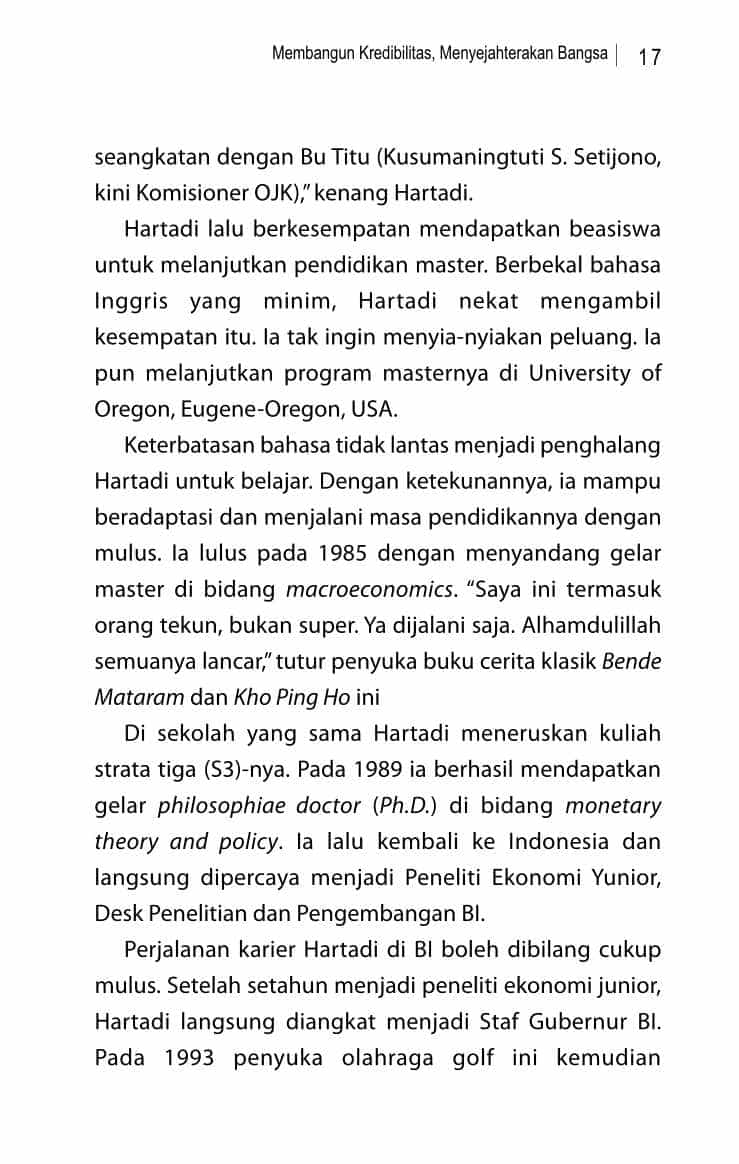 Membangun Kredibilitas, Menyejahterakan Bangsa | 17
seangkatan dengan Bu Titu (Kusumaningtuti S. Setijono,
kini Komisioner OJK),” kenang Hartadi.
Hartadi lalu berkesempatan mendapatkan beasiswa
untuk melanjutkan pendidikan master. Berbekal bahasa
Inggris yang minim, Hartadi nekat mengambil
kesempatan itu. Ia tak ingin menyia-nyiakan peluang. Ia
pun melanjutkan program masternya di University of
Oregon, Eugene-Oregon, USA.
Keterbatasan bahasa tidak lantas menjadi penghalang
Hartadi untuk belajar. Dengan ketekunannya, ia mampu
beradaptasi dan menjalani masa pendidikannya dengan
mulus. Ia lulus pada 1985 dengan menyandang gelar
master di bidang macroeconomics. “Saya ini termasuk
orang tekun, bukan super. Ya dijalani saja. Alhamdulillah
semuanya lancar,” tutur penyuka buku cerita klasik Bende
Mataram dan Kho Ping Ho ini
Di sekolah yang sama Hartadi meneruskan kuliah
strata tiga (S3)-nya. Pada 1989 ia berhasil mendapatkan
gelar philosophiae doctor (Ph.D.) di bidang monetary
theory and policy. Ia lalu kembali ke Indonesia dan
langsung dipercaya menjadi Peneliti Ekonomi Yunior,
Desk Penelitian dan Pengembangan BI.
Perjalanan karier Hartadi di BI boleh dibilang cukup
mulus. Setelah setahun menjadi peneliti ekonomi junior,
Hartadi langsung diangkat menjadi Staf Gubernur BI.
Pada 1993 penyuka olahraga golf ini kemudian